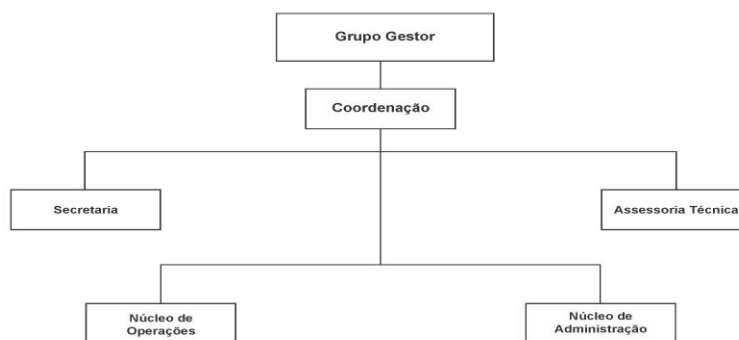 Grupo Gestor
Coordenação
Secretaria
Assessoria Técnica
Núcleo de
Operações
Núcleo de
Administração